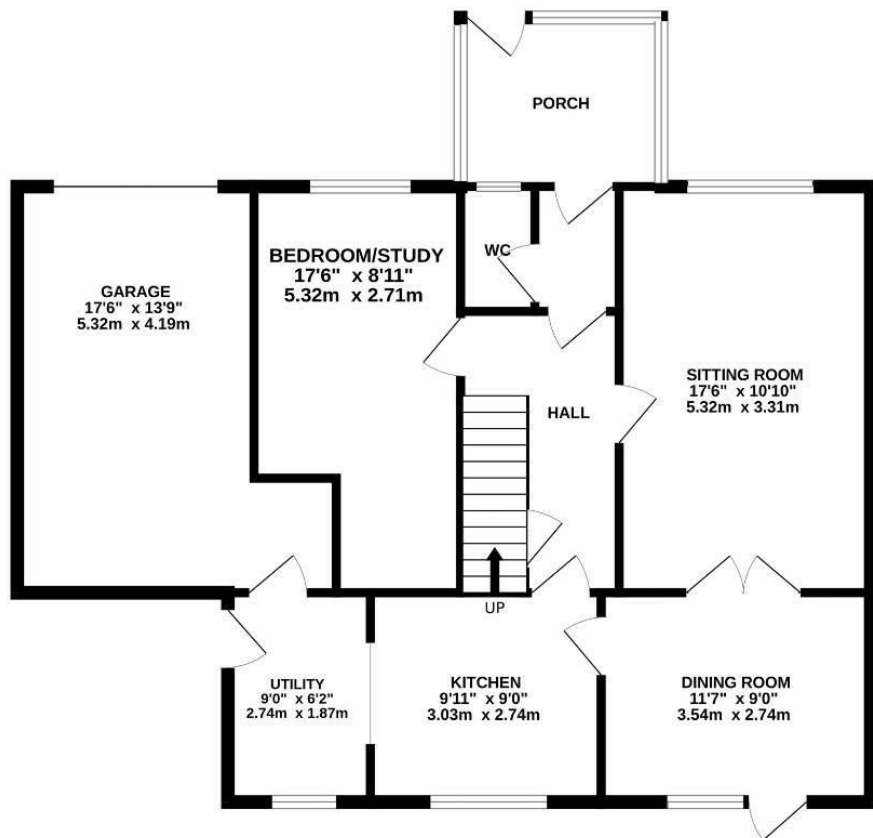 PORCH
BEDROOM/STUDY
17'6" x 8'11"
5.32m x 2.71m
WC
GARAGE
17'6" x 13'9"
5.32m x 4.19m
SITTING ROOM
17'6" x 10'10"
5.32m x 3.31m
HALL
UP
UTILITY
9'0" x 6'2"
2.74m x 1.87m
KITCHEN
9'11" x 9'0"
3.03m x 2.74m
DINING ROOM
11'7" x 9'0"
3.54m x 2.74m